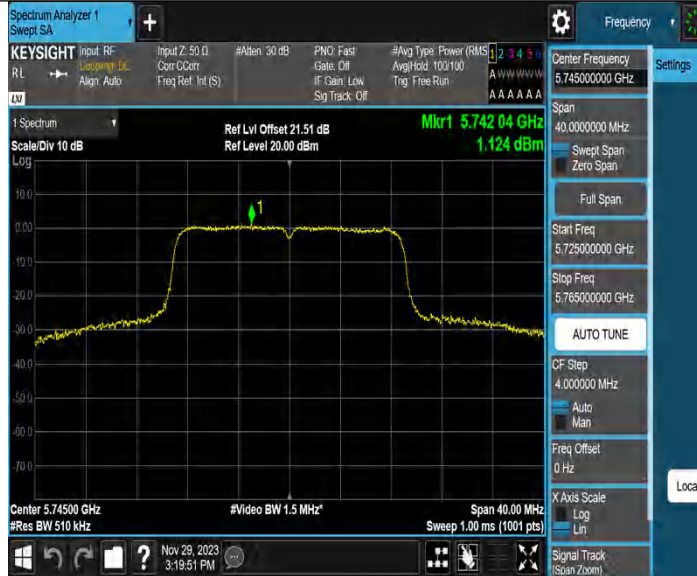 Spectrum Analyzer 1
Swept SA
+
Frequency
KEYSIGHT
RL
LXI
Input: RF
Coupling: DC
Align: Auto
Input Z: 50 Ω
Corr CCorr
Freq Ref: Int (S)
#Atten: 30 dB
PNO: Fast
Gate: Off
IF Gain: Low
Sig Track: Off
#Avg Type: Power (RMS
Avg|Hold: 100/100
Trig: Free Run
1 2 3 4 5 6
A W W W W W
A A A A A A
Center Frequency
5.745000000 GHz
Settings
Span
40.0000000 MHz
Swept Span
Zero Span
Full Span
Start Freq
5.725000000 GHz
Stop Freq
5.765000000 GHz
AUTO TUNE
CF Step
4.000000 MHz
Auto
Man
Freq Offset
0 Hz
X Axis Scale
Log
Lin
Signal Track
(Span Zoom)
Loca
1 Spectrum
Scale/Div 10 dB
Log
Ref Lvl Offset 21.51 dB
Ref Level 20.00 dBm
Mkr1 5.742 04 GHz
1.124 dBm
10.0
0.00
-10.0
-20.0
-30.0
-40.0
-50.0
-60.0
-70.0
1
Center 5.74500 GHz
#Res BW 510 kHz
#Video BW 1.5 MHz*
Span 40.00 MHz
Sweep 1.00 ms (1001 pts)
?
Nov 29, 2023
3:19:51 PM